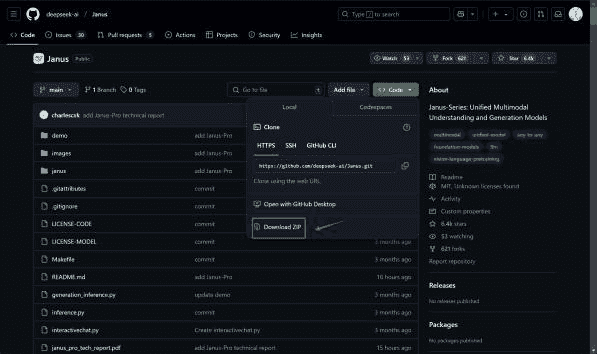 deepseek-ai / Janus
Type / to search
Code Issues 30 Pull requests 5 Actions Projects Security Insights
Janus Public
Watch 53 Fork 621 Star 6.4k
main 1 Branch 0 Tags Go to file t Add file Code
Local Codespaces
Clone
HTTPS SSH GitHub CLI
https://github.com/deepseek-ai/Janus.git
Clone using the web URL.
Open with GitHub Desktop
Download ZIP
charlescxk add Janus-Pro technical report
demo add Janus-Pro
images add Janus-Pro
janus add Janus-Pro
.gitattributes commit
.gitignore commit
LICENSE-CODE commit
LICENSE-MODEL commit 3 months ago
Makefile commit 3 months ago
README.md add Janus-Pro 16 hours ago
generation_inference.py update demo 3 months ago
inference.py commit 3 months ago
interactivechat.py Create interactivechat.py 3 months ago
janus_pro_tech_report.pdf add Janus-Pro technical report 15 hours ago
About
Janus-Series: Unified Multimodal
Understanding and Generation Models
multimodal unified-model any-to-any
foundation-models llm
vision-language-pretraining
Readme
MIT, Unknown licenses found
Activity
Custom properties
6.4k stars
53 watching
621 forks
Report repository
Releases
No releases published
Packages
No packages published